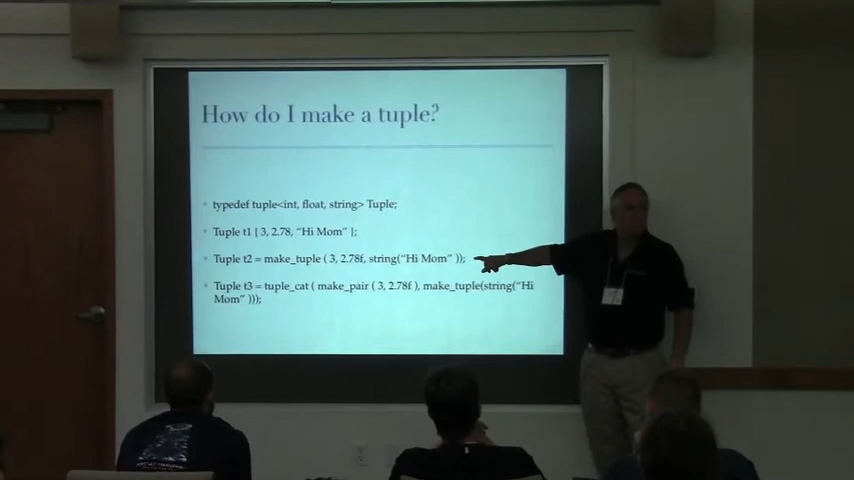 How do I make a tuple?
typedef tuple<int, float, string> Tuple;
Tuple t1 { 3, 2.78, “Hi Mom” };
Tuple t2 = make_tuple ( 3, 2.78f, string(“Hi Mom” ));
Tuple t3 = tuple_cat ( make_pair ( 3, 2.78f ), make_tuple(string(“Hi
Mom” )));